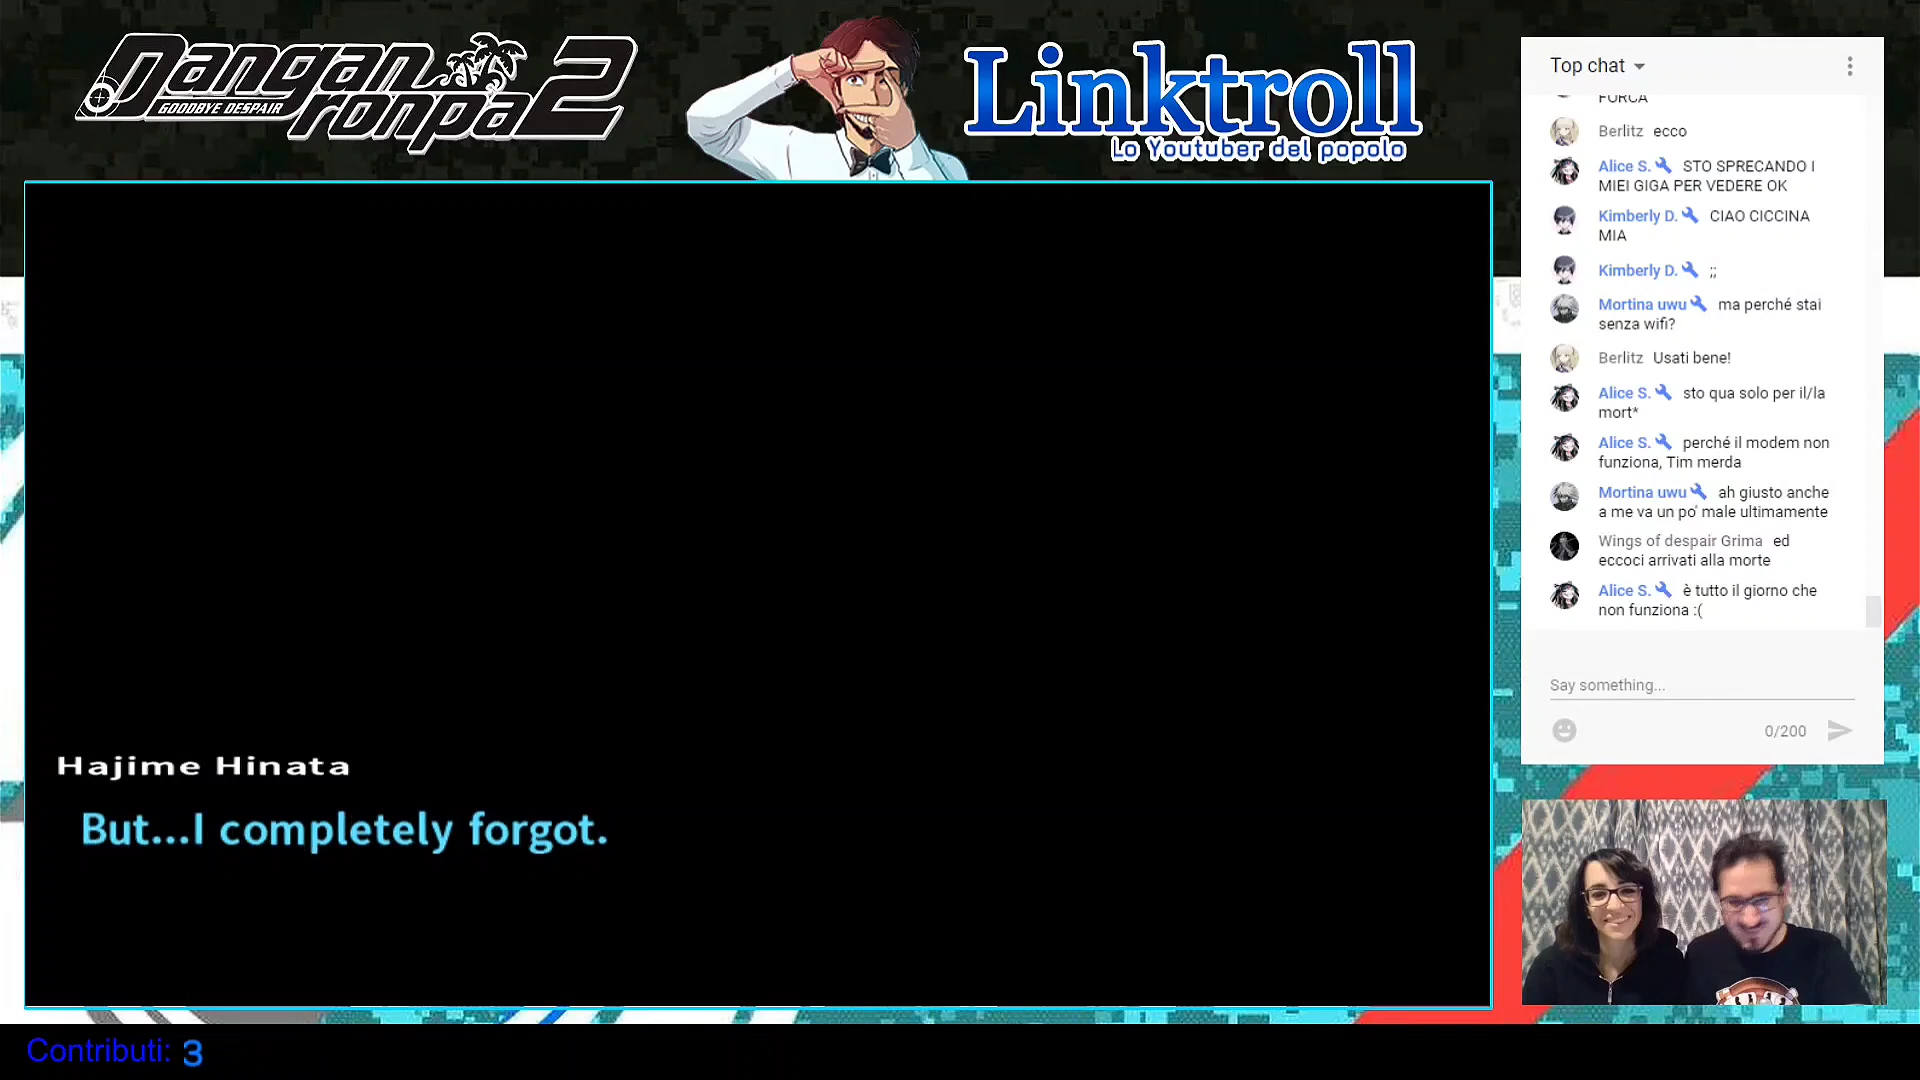 Danganronpa 2
GOODBYE DESPAIR
Linktroll
Lo Youtuber del popolo
Top chat
FURCA
Berlitz ecco
Alice S. STO SPRECANDO I
MIEI GIGA PER VEDERE OK
Kimberly D. CIAO CICCINA
MIA
Kimberly D. ;;
Mortina uwu ma perché stai
senza wifi?
Berlitz Usati bene!
Alice S. sto qua solo per il/la
mort*
Alice S. perché il modem non
funziona, Tim merda
Mortina uwu ah giusto anche
a me va un po' male ultimamente
Wings of despair Grima ed
eccoci arrivati alla morte
Alice S. è tutto il giorno che
non funziona :(
Say something...
0/200
Hajime Hinata
But...I completely forgot.
Contributi: 3